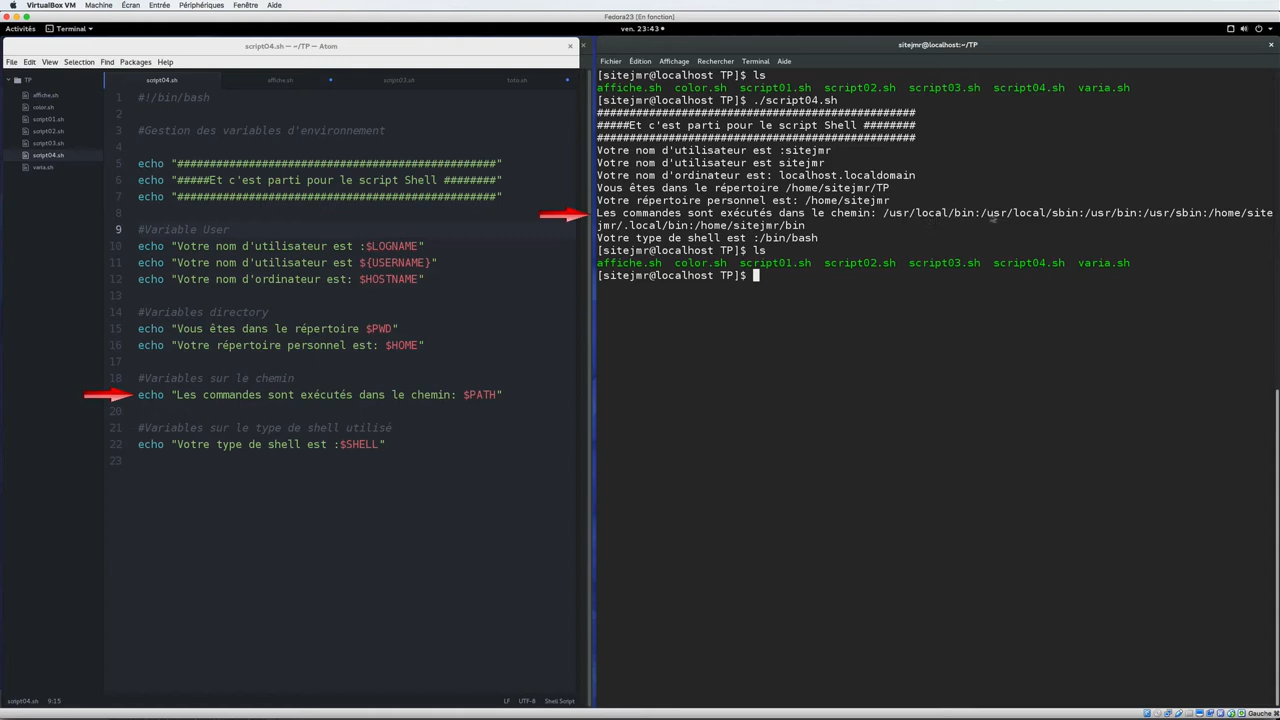 VirtualBox VM Machine Écran Entrée Périphériques Fenêtre Aide
Fedora23 [En fonction]
Activités Terminal ven. 23:43
script04.sh — ~/TP — Atom
File Edit View Selection Find Packages Help
TP
affiche.sh
color.sh
script01.sh
script02.sh
script03.sh
script04.sh
varia.sh
script04.sh affiche.sh script03.sh toto.sh
1 #!/bin/bash
2
3 #Gestion des variables d'environnement
5 echo "#################################################"
6 echo "#####Et c'est parti pour le script Shell ########"
7 echo "#################################################"
8
9 #Variable User
10 echo "Votre nom d'utilisateur est :$LOGNAME"
11 echo "Votre nom d'utilisateur est ${USERNAME}"
12 echo "Votre nom d'ordinateur est: $HOSTNAME"
13
14 #Variables directory
15 echo "Vous êtes dans le répertoire $PWD"
16 echo "Votre répertoire personnel est: $HOME"
17
18 #Variables sur le chemin
echo "Les commandes sont exécutés dans le chemin: $PATH"
20
21 #Variables sur le type de shell utilisé
22 echo "Votre type de shell est :$SHELL"
23
script04.sh 9:15 LF UTF-8 Shell Script
sitejmr@localhost:~/TP
Fichier Édition Affichage Rechercher Terminal Aide
[sitejmr@localhost TP]$ ls
affiche.sh color.sh script01.sh script02.sh script03.sh script04.sh varia.sh
[sitejmr@localhost TP]$ ./script04.sh
#################################################
#####Et c'est parti pour le script Shell ########
#################################################
Votre nom d'utilisateur est :sitejmr
Votre nom d'utilisateur est sitejmr
Votre nom d'ordinateur est: localhost.localdomain
Vous êtes dans le répertoire /home/sitejmr/TP
Votre répertoire personnel est: /home/sitejmr
Les commandes sont exécutés dans le chemin: /usr/local/bin:/usr/local/sbin:/usr/bin:/usr/sbin:/home/site
jmr/.local/bin:/home/sitejmr/bin
Votre type de shell est :/bin/bash
[sitejmr@localhost TP]$ ls
affiche.sh color.sh script01.sh script02.sh script03.sh script04.sh varia.sh
[sitejmr@localhost TP]$
Gauche ⌘